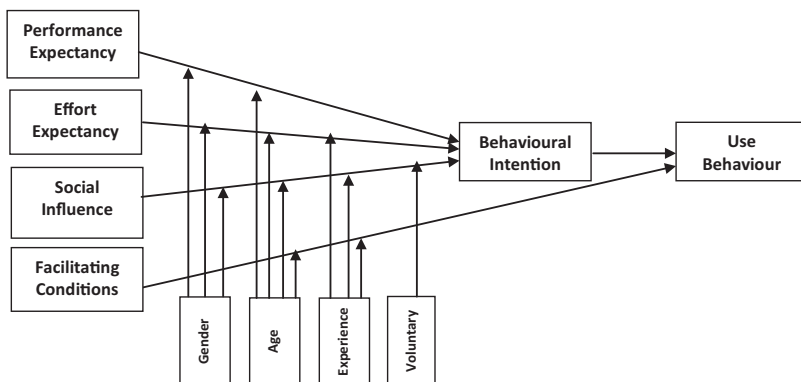 Performance
Expectancy
Effort
Expectancy
Social
Influence
Facilitating
Conditions
Behavioural
Intention
Use
Behaviour
Gender
Age
Experience
Voluntary